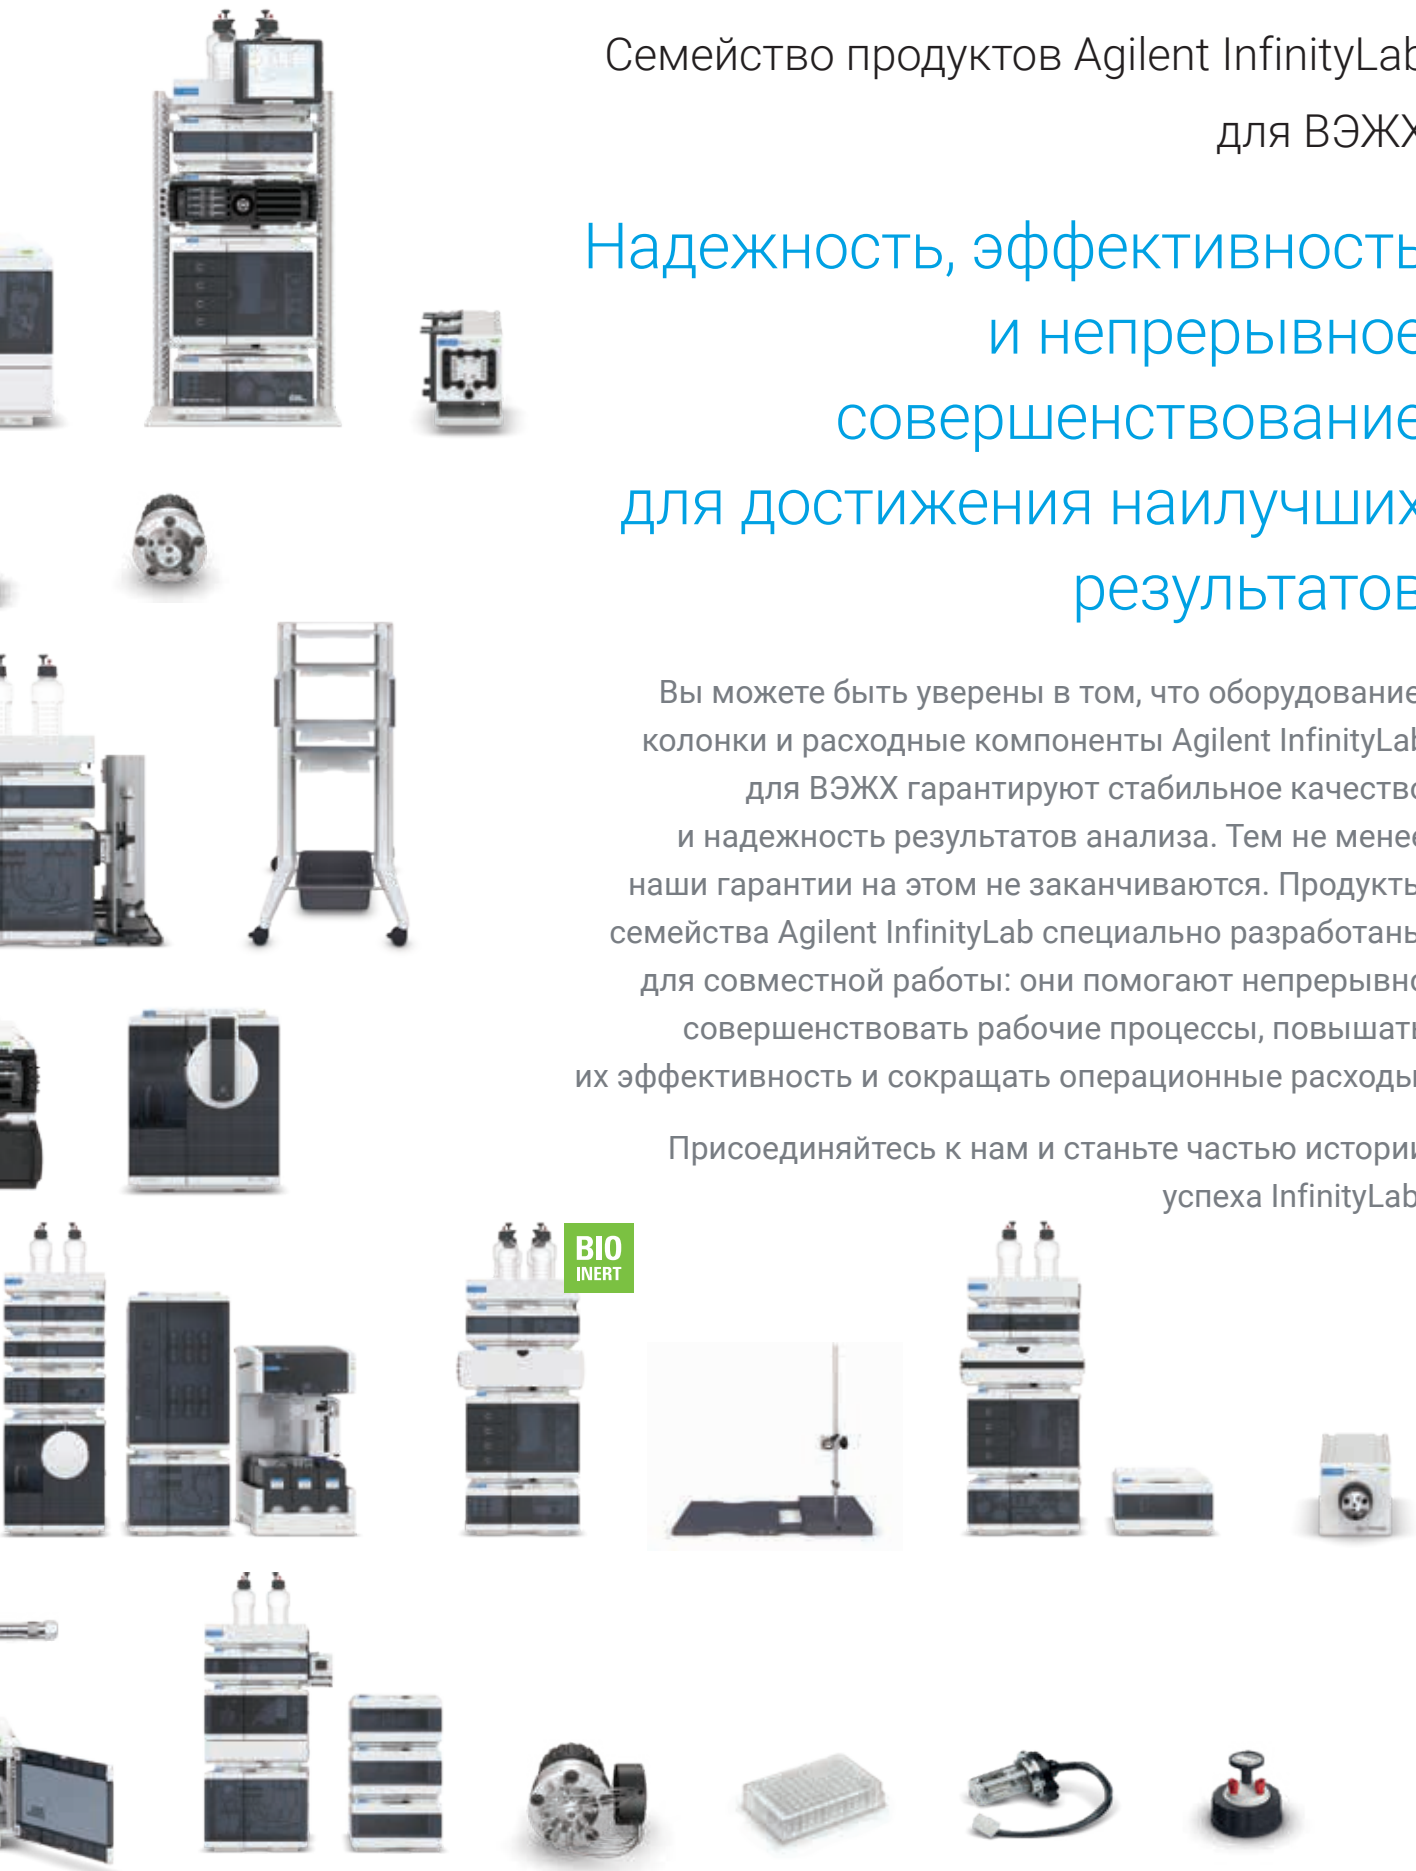 Семейство продуктов Agilent InfinityLab
для ВЭЖХ
Надежность, эффективность
и непрерывное
совершенствование
для достижения наилучших
результатов
Вы можете быть уверены в том, что оборудование,
колонки и расходные компоненты Agilent InfinityLab
для ВЭЖХ гарантируют стабильное качество
и надежность результатов анализа. Тем не менее
наши гарантии на этом не заканчиваются. Продукты
семейства Agilent InfinityLab специально разработаны
для совместной работы: они помогают непрерывно
совершенствовать рабочие процессы, повышать
их эффективность и сокращать операционные расходы.
Присоединяйтесь к нам и станьте частью истории
успеха InfinityLab.
BIO
INERT